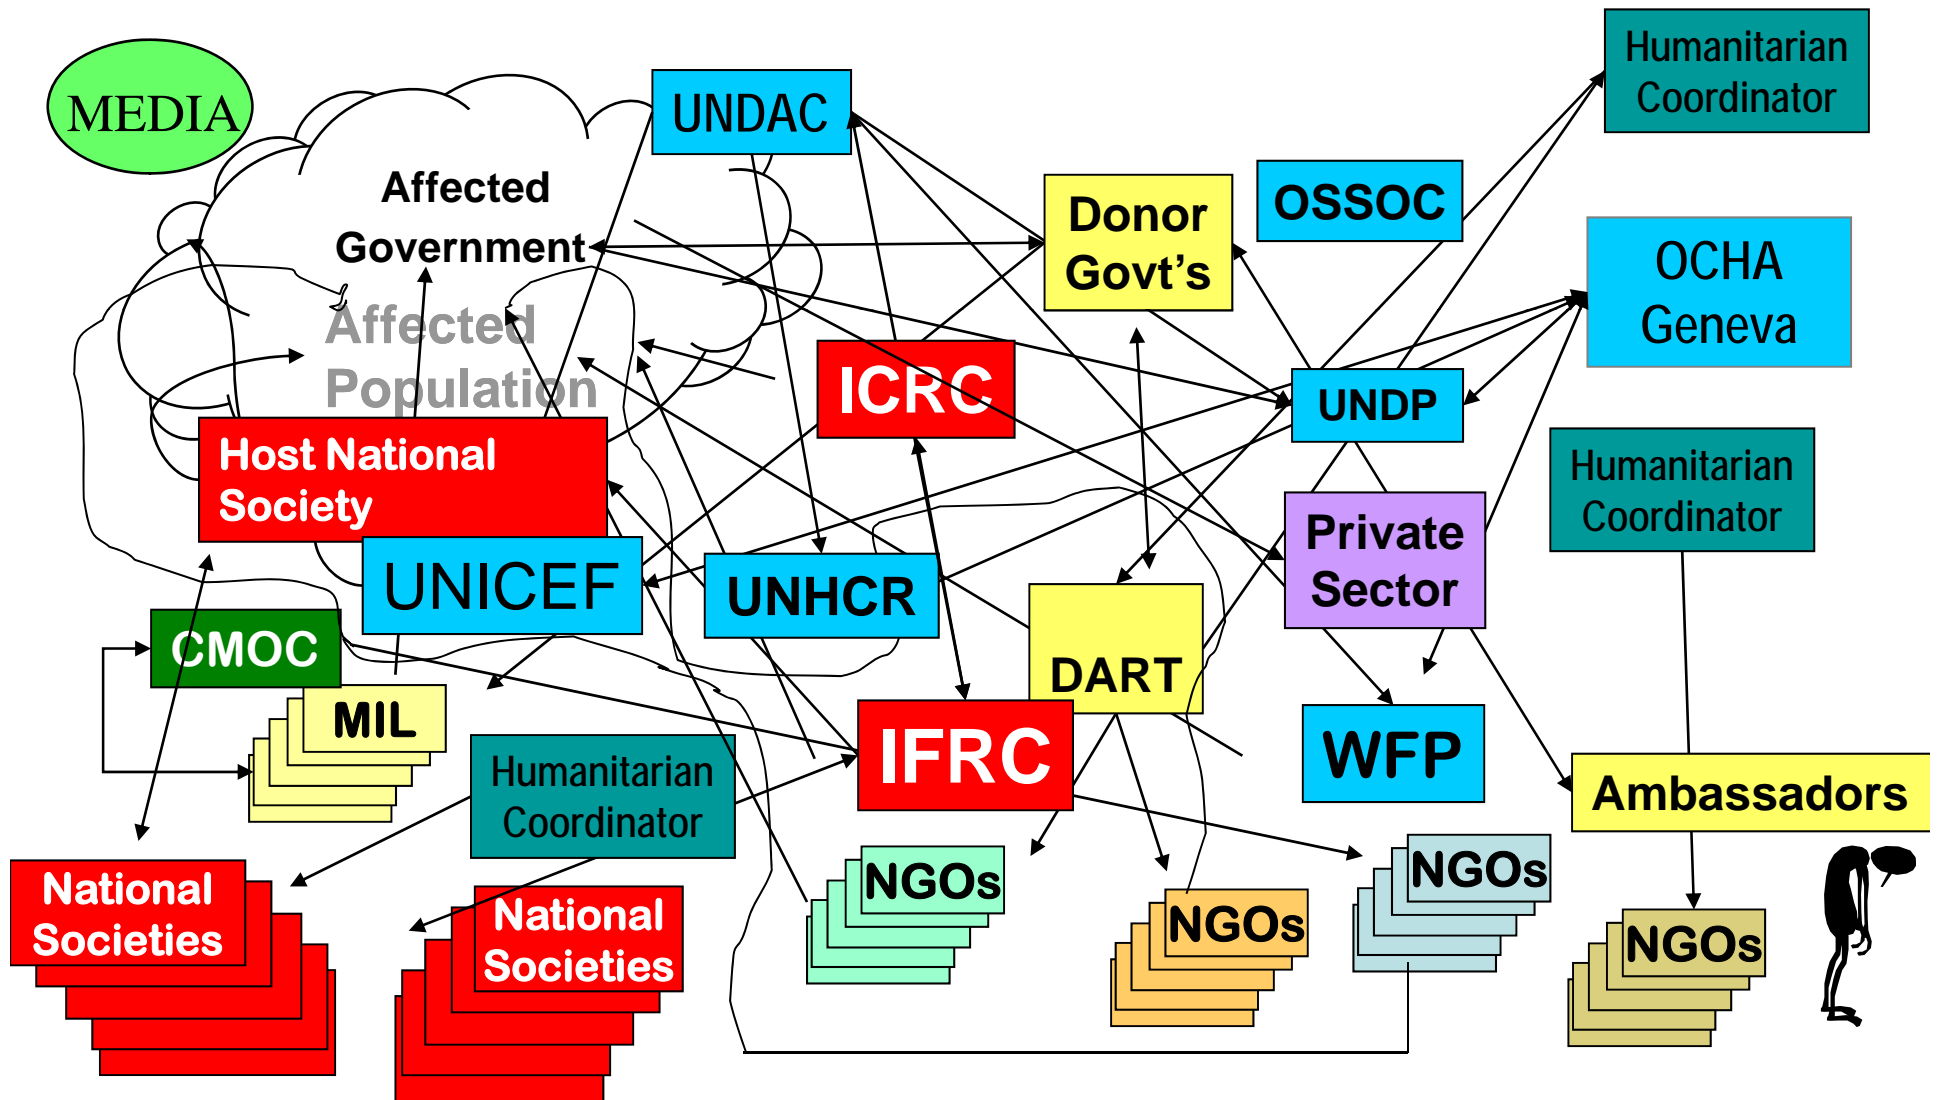 MEDIA
UNDAC
Humanitarian
Coordinator
Affected
Government
Donor
Govt's
OSSOC
OCHA
Geneva
Affected
Population
ICRC
UNDP
Host National
Society
Humanitarian
Coordinator
Private
Sector
UNICEF
UNHCR
CMOC
DART
MIL
IFRC
WFP
Humanitarian
Coordinator
Ambassadors
National
Societies
National
Societies
NGOs
NGOs
NGOs
NGOs